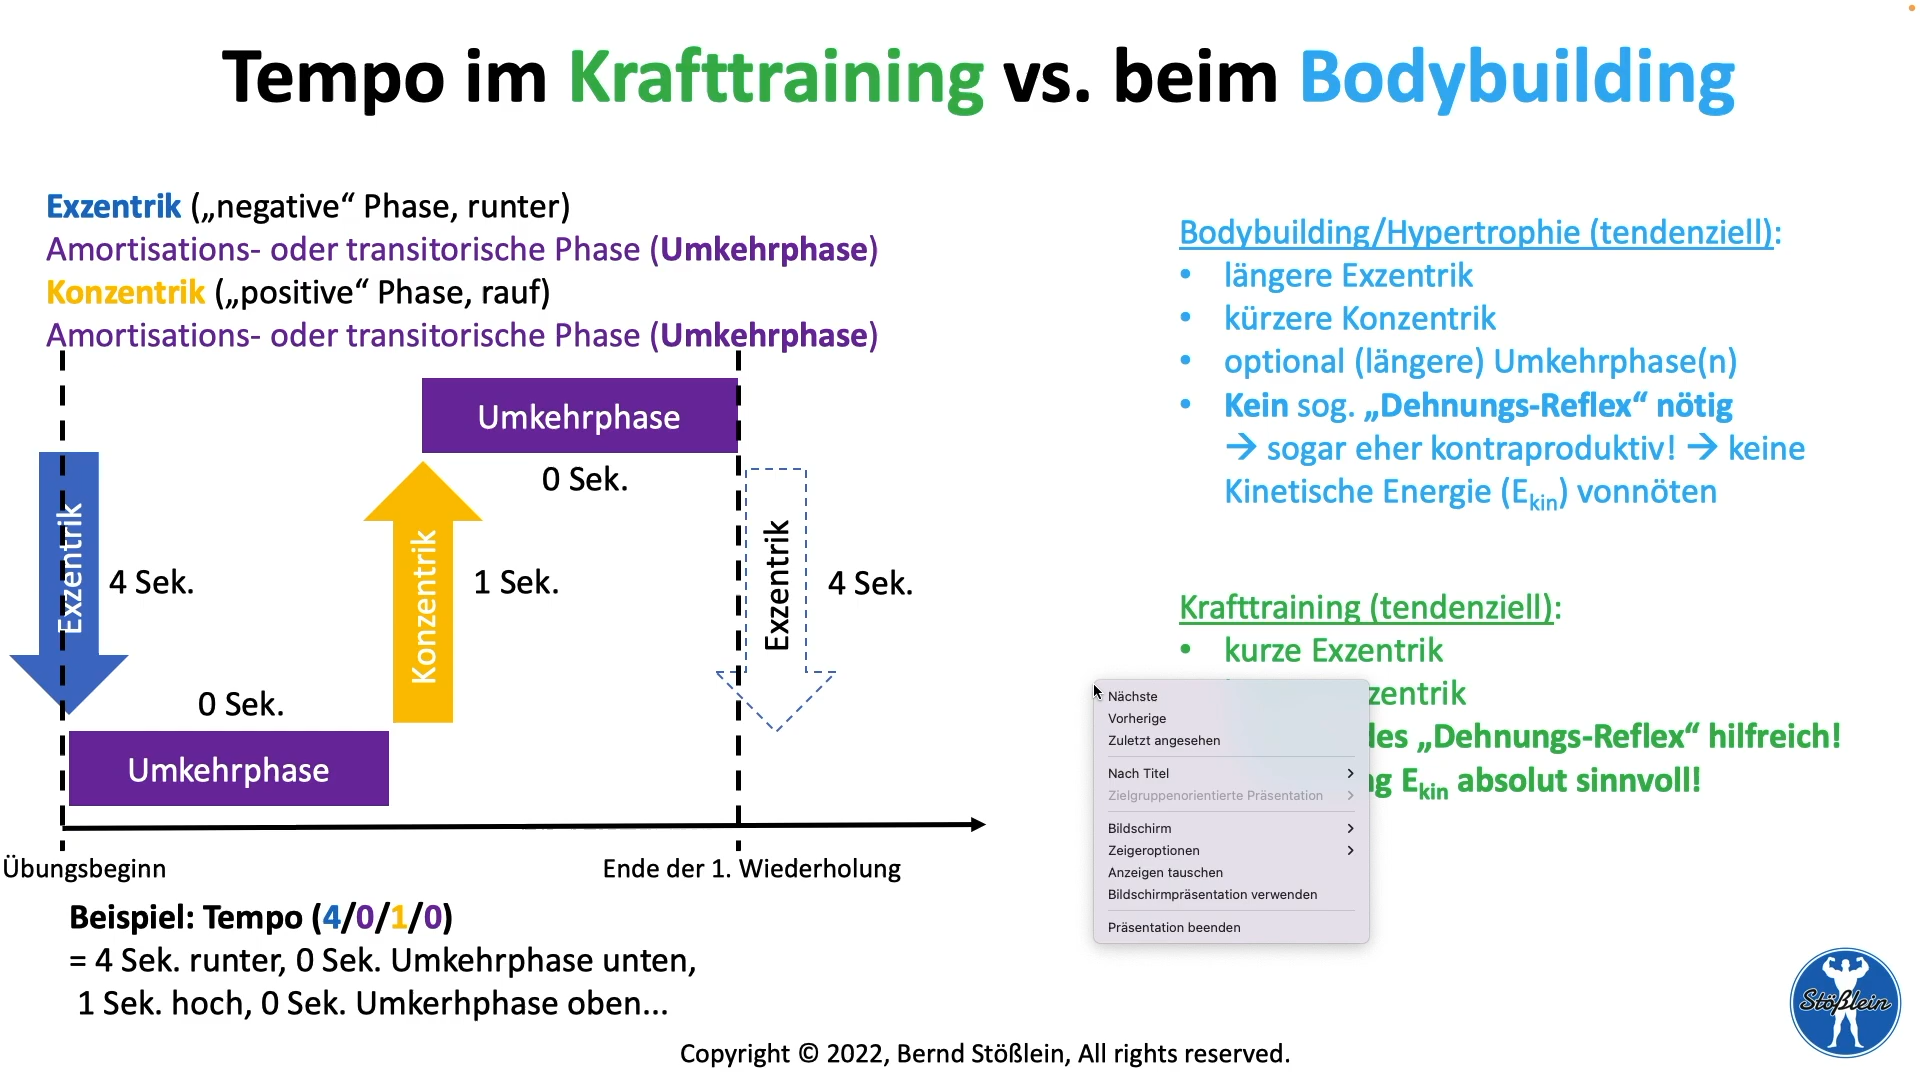 Tempo im Krafttraining vs. beim Bodybuilding
Exzentrik („negative“ Phase, runter)
Amortisations- oder transitorische Phase (Umkehrphase)
Konzentrik („positive“ Phase, rauf)
Amortisations- oder transitorische Phase (Umkehrphase)
Umkehrphase
0 Sek.
Exzentrik
4 Sek.
Konzentrik
1 Sek.
Exzentrik
4 Sek.
0 Sek.
Umkehrphase
Übungsbeginn
Ende der 1. Wiederholung
Beispiel: Tempo (4/0/1/0)
= 4 Sek. runter, 0 Sek. Umkehrphase unten,
1 Sek. hoch, 0 Sek. Umkerhphase oben...
Bodybuilding/Hypertrophie (tendenziell):
• längere Exzentrik
• kürzere Konzentrik
• optional (längere) Umkehrphase(n)
• Kein sog. „Dehnungs-Reflex“ nötig
→ sogar eher kontraproduktiv! → keine
Kinetische Energie (Ekin) vonnöten
Krafttraining (tendenziell):
• kurze Exzentrik
zentrik
des „Dehnungs-Reflex“ hilfreich!
g Ekin absolut sinnvoll!
Nächste
Vorherige
Zuletzt angesehen
Nach Titel
Zielgruppenorientierte Präsentation
Bildschirm
Zeigeroptionen
Anzeigen tauschen
Bildschirmpräsentation verwenden
Präsentation beenden
Stößlein
Copyright © 2022, Bernd Stößlein, All rights reserved.